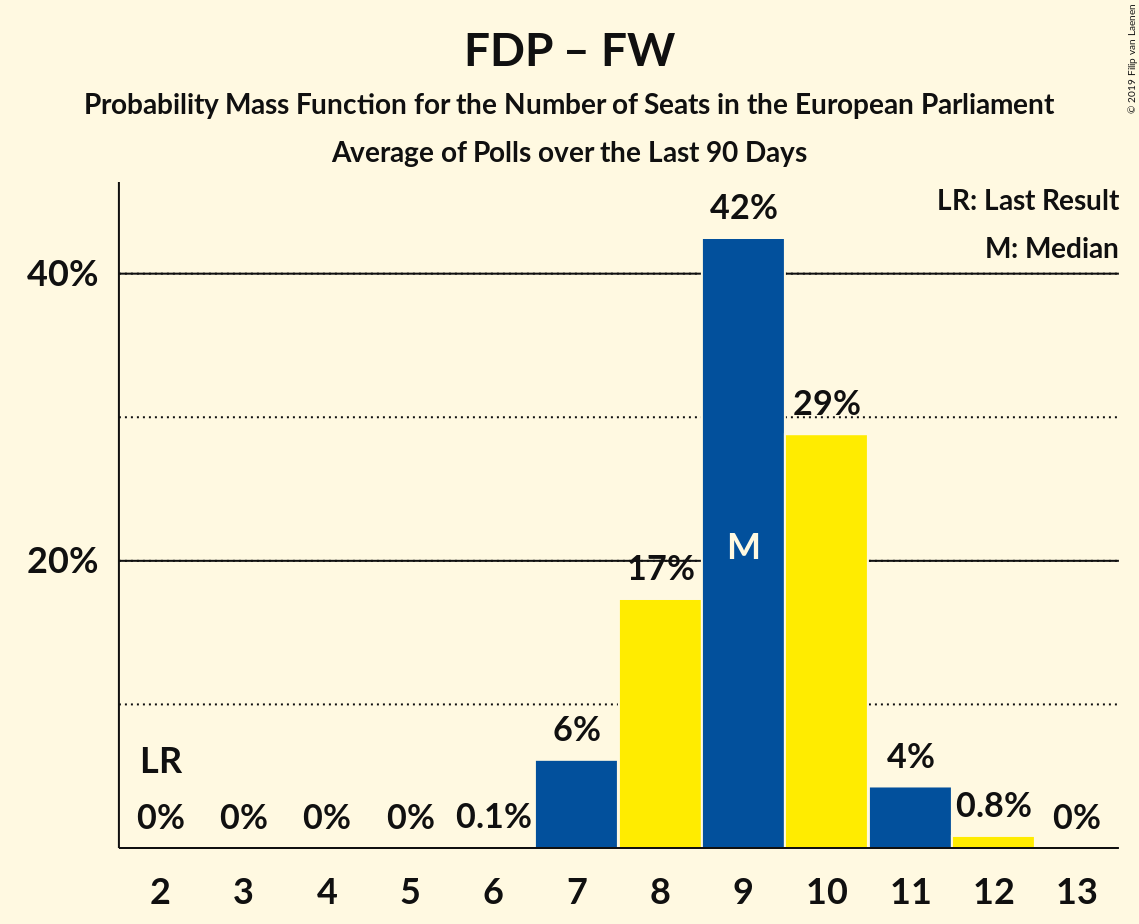 FDP – FW
Probability Mass Function for the Number of Seats in the European Parliament
Average of Polls over the Last 90 Days
© 2019 Filip van Laenen
LR: Last Result
M: Median
42%
40%
29%
M
20%
17%
6%
LR
4%
0% 0% 0% 0% 0.1% 0.8% 0%
2 3 4 5 6 7 8 9 10 11 12 13